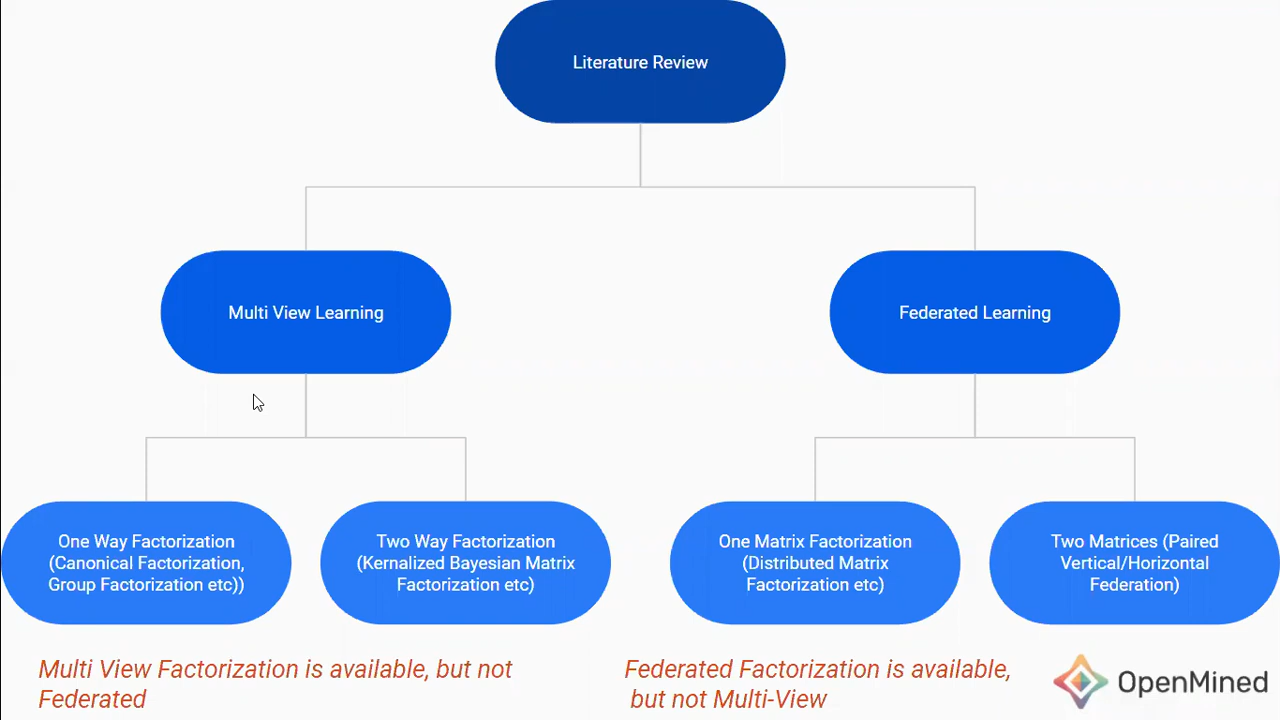 Literature Review
Multi View Learning
Federated Learning
One Way Factorization
(Canonical Factorization,
Group Factorization etc))
Two Way Factorization
(Kernalized Bayesian Matrix
Factorization etc)
One Matrix Factorization
(Distributed Matrix
Factorization etc)
Two Matrices (Paired
Vertical/Horizontal
Federation)
Multi View Factorization is available, but not
Federated
Federated Factorization is available,
but not Multi-View
OpenMined